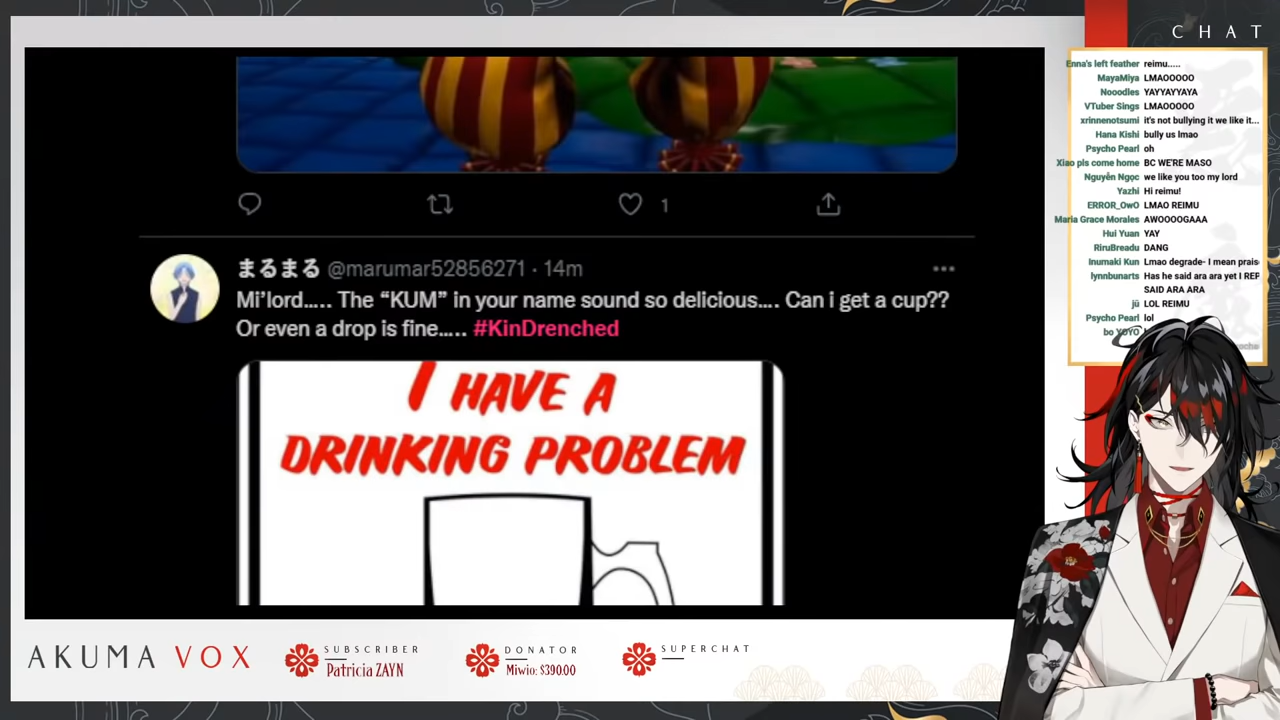 1
まるまる @marumar52856271 · 14m
Mi’lord….. The “KUM” in your name sound so delicious…. Can i get a cup??
Or even a drop is fine….. #KinDrenched
I HAVE A
DRINKING PROBLEM
CHAT
Enna's left feather reimu.....
MayaMiya LMAOOOOO
Nooodles YAYYAYYAYA
VTuber Sings LMAOOOOO
xrinnenotsumi it's not bullying it we like it...
Hana Kishi bully us lmao
Psycho Pearl oh
Xiao pls come home BC WE'RE MASO
Nguyễn Ngọc we like you too my lord
Yazhi Hi reimu!
ERROR_OwO LMAO REIMU
Maria Grace Morales AWOOOOGAAA
Hui Yuan YAY
RiruBreadu DANG
Inumaki Kun Lmao degrade- I mean prais
lynnbunarts Has he said ara ara yet I REP
SAID ARA ARA
jü LOL REIMU
Psycho Pearl lol
bo YOYO
AKUMA VOX
SUBSCRIBER
Patricia ZAYN
DONATOR
Miwio: $390.00
SUPERCHAT